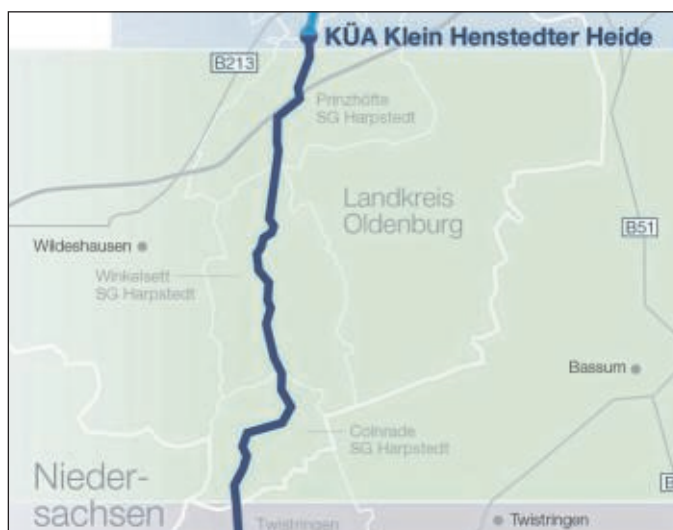 KÜA Klein Henstedter Heide
B213
Prinzhöfte
SG Harpstedt
Landkreis
Oldenburg
B51
Wildeshausen
Winkelsett
SG Harpstedt
Bassum
Colnrade
SG Harpstedt
Nieder-
sachsen
B
Twistringen
Twistringen